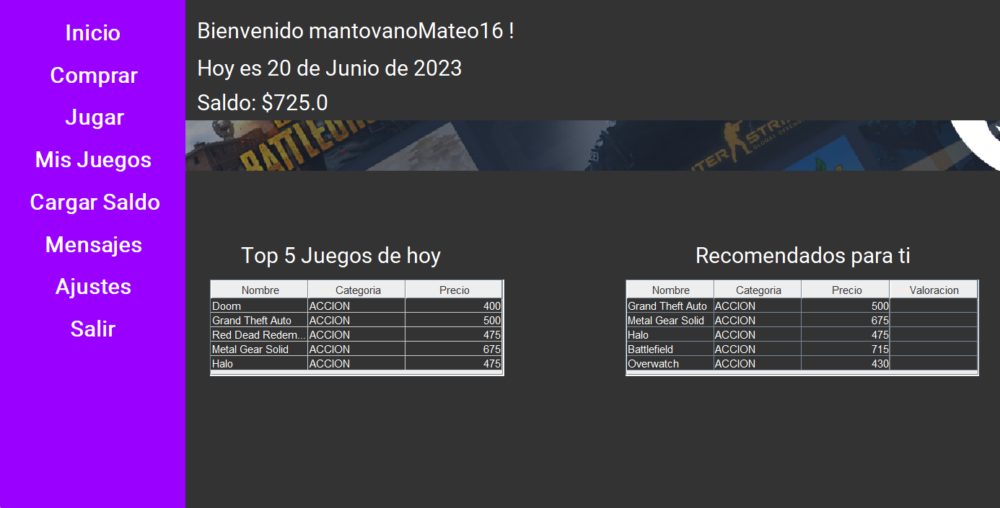 Inicio
Comprar
Jugar
Mis Juegos
Cargar Saldo
Mensajes
Ajustes
Salir
Bienvenido mantovanoMateo16 !
Hoy es 20 de Junio de 2023
Saldo: $725.0
Top 5 Juegos de hoy
Nombre Categoria Precio
Doom ACCION 400
Grand Theft Auto ACCION 500
Red Dead Redem... ACCION 475
Metal Gear Solid ACCION 675
Halo ACCION 475
Recomendados para ti
Nombre Categoria Precio Valoracion
Grand Theft Auto ACCION 500
Metal Gear Solid ACCION 675
Halo ACCION 475
Battlefield ACCION 715
Overwatch ACCION 430